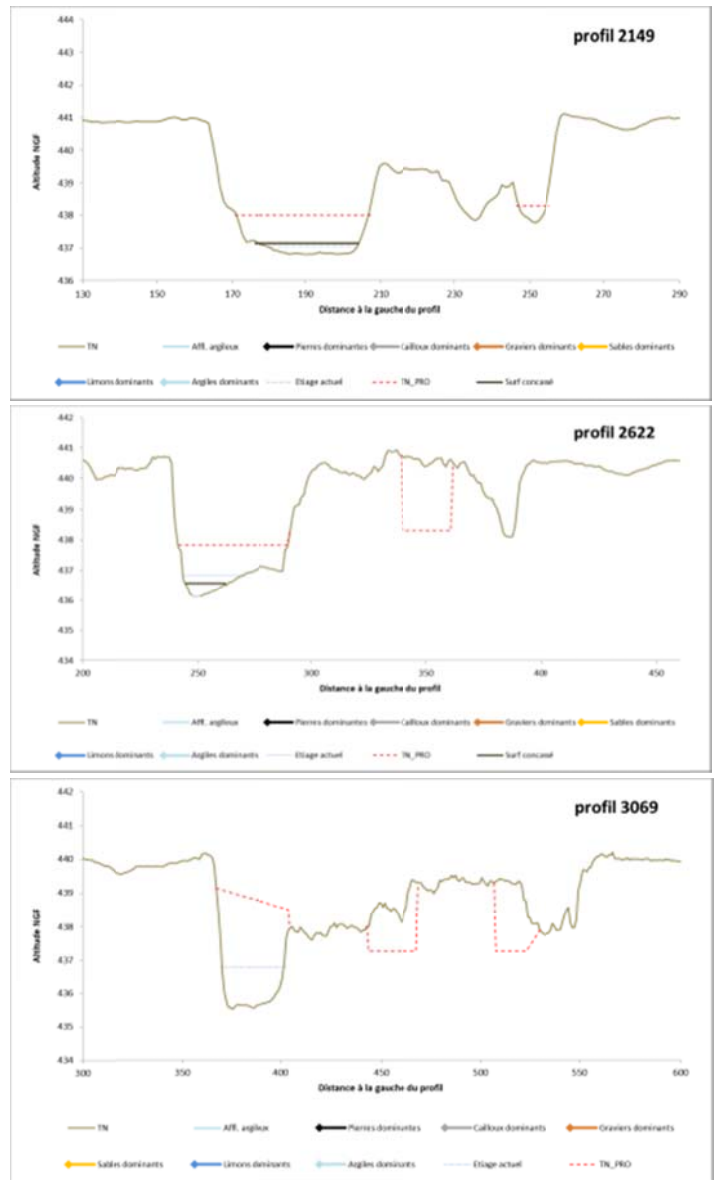 profil 2149
444
443
442
441
440
439
438
437
436
Altitude NGF
130 150 170 190 210 230 250 270 290
Distance à la gauche du profil
TN Affl. argileux Pierres dominantes Cailloux dominants Graviers dominants Sables dominants
Limons dominants Argiles dominants Etiage actuel TN_PRO Surf concassé
profil 2622
442
441
440
439
438
437
436
435
434
Altitude NGF
200 250 300 350 400 450
Distance à la gauche du profil
TN Affl. argileux Pierres dominantes Cailloux dominants Graviers dominants Sables dominants
Limons dominants Argiles dominants Etiage actuel TN_PRO Surf concassé
profil 3069
442
441
440
439
438
437
436
435
434
Altitude NGF
300 350 400 450 500 550 600
Distance à la gauche du profil
TN Affl. argileux Pierres dominantes Cailloux dominants Graviers dominants
Sables dominants Limons dominants Argiles dominants Etiage actuel TN_PRO